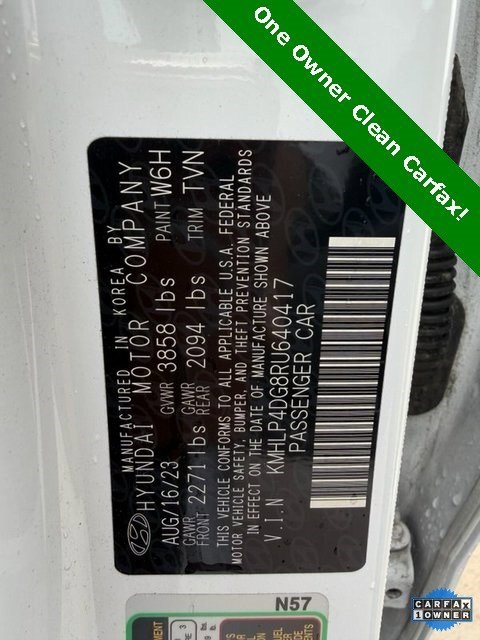 One Owner Clean Carfax!
MANUFACTURED IN KOREA BY
HYUNDAI MOTOR COMPANY
AUG/16/23 GVWR 3858 lbs PAINT W6H
GAWR FRONT 2271 lbs GAWR REAR 2094 lbs TRIM TVN
THIS VEHICLE CONFORMS TO ALL APPLICABLE U.S.A. FEDERAL
MOTOR VEHICLE SAFETY, BUMPER, AND THEFT PREVENTION STANDARDS
IN EFFECT ON THE DATE OF MANUFACTURE SHOWN ABOVE
V.I.N KMHLP4DG8RU640417
PASSENGER CAR
N57
CARFAX
1 OWNER